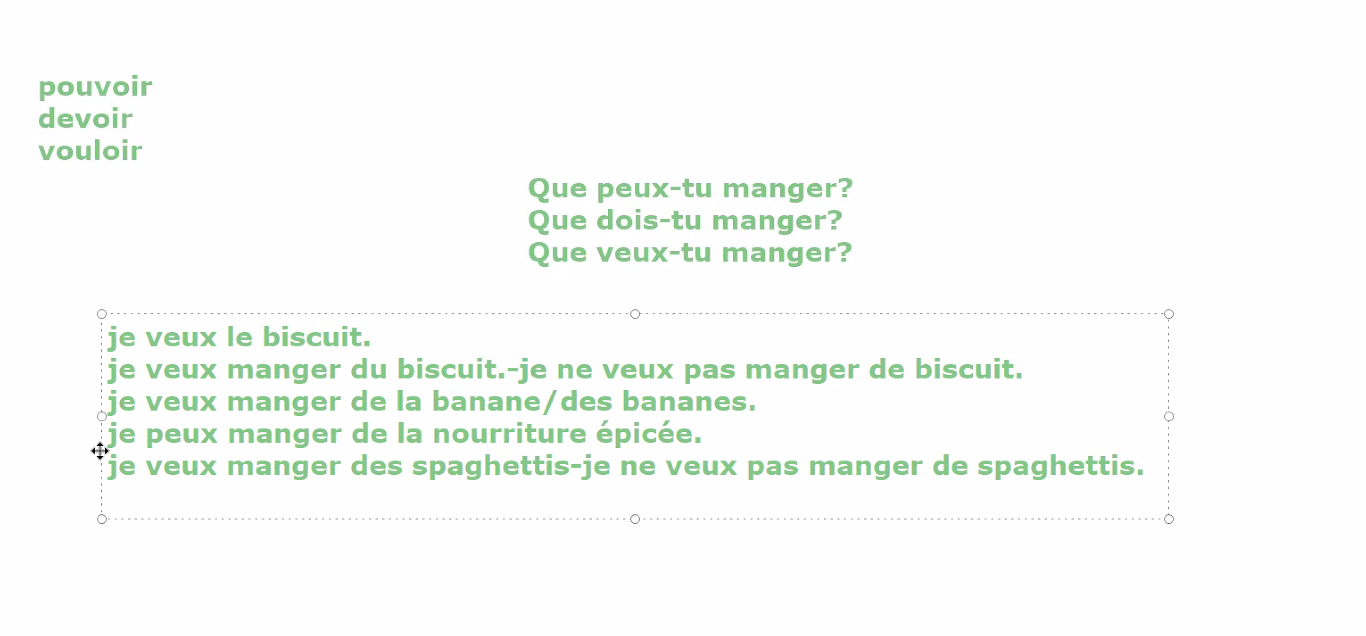 pouvoir
devoir
vouloir
Que peux-tu manger?
Que dois-tu manger?
Que veux-tu manger?
je veux le biscuit.
je veux manger du biscuit.-je ne veux pas manger de biscuit.
je veux manger de la banane/des bananes.
je peux manger de la nourriture épicée.
je veux manger des spaghettis-je ne veux pas manger de spaghettis.